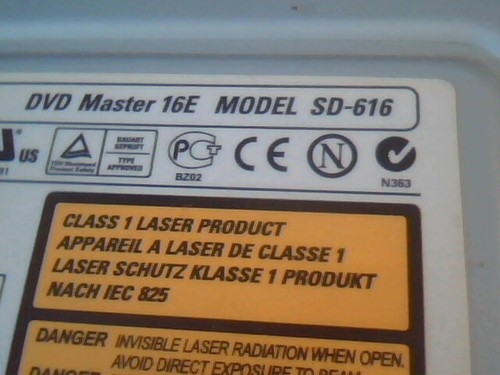 DVD Master 16E MODEL SD-616
US
TÜV
Product Safety
BAUART
GEPRÜFT
TYPE
APPROVED
PC
BZ02
CE
N
N363
CLASS 1 LASER PRODUCT
APPAREIL A LASER DE CLASSE 1
LASER SCHUTZ KLASSE 1 PRODUKT
NACH IEC 825
DANGER INVISIBLE LASER RADIATION WHEN OPEN.
AVOID DIRECT EXPOSURE TO BEAM
DANGER